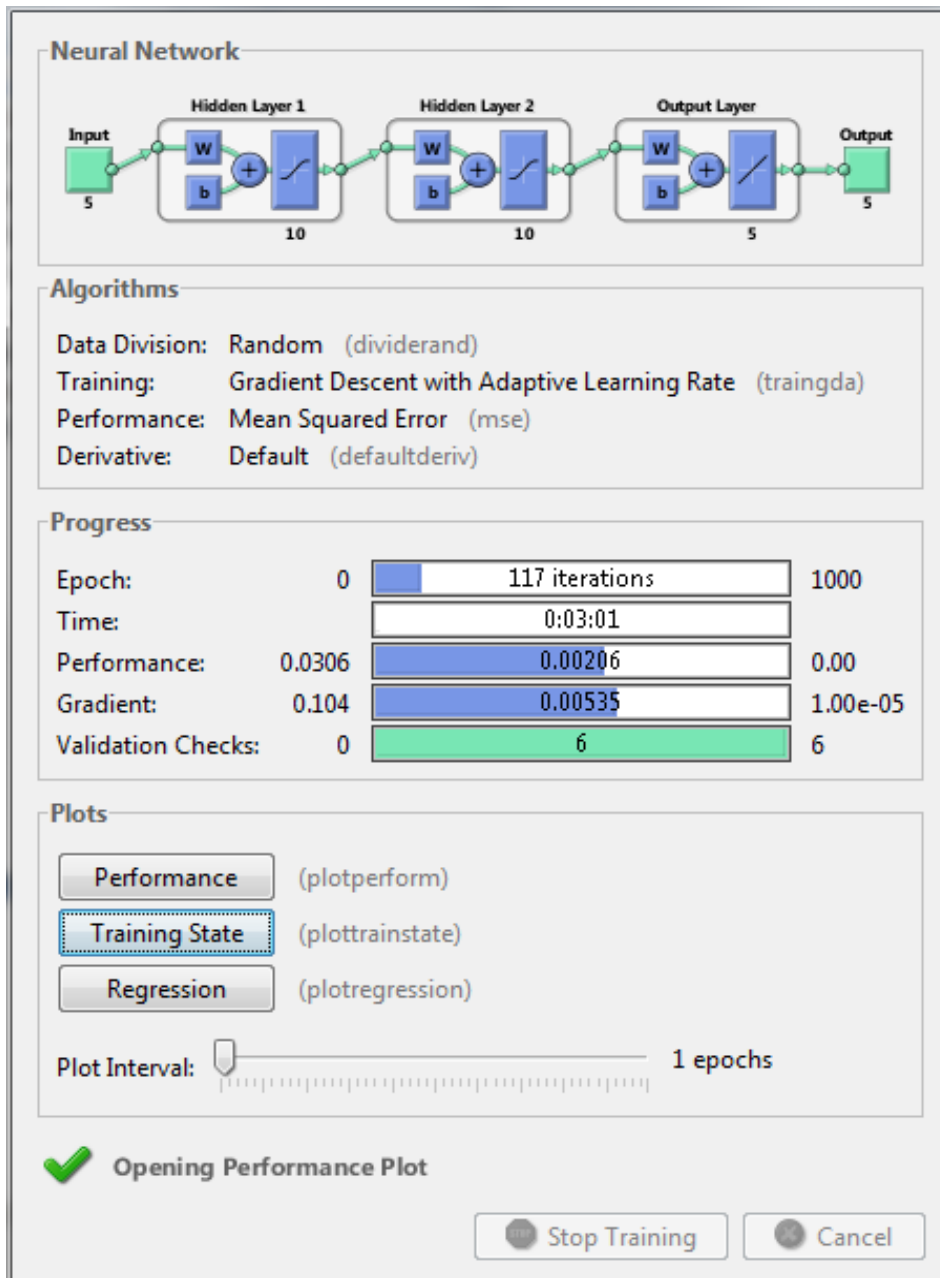 Neural Network
Hidden Layer 1 Hidden Layer 2 Output Layer
Input Output
W W W
b b b
+ + +
5 5
10 10 5
Algorithms
Data Division: Random (dividerand)
Training: Gradient Descent with Adaptive Learning Rate (traingda)
Performance: Mean Squared Error (mse)
Derivative: Default (defaultderiv)
Progress
Epoch: 0 117 iterations 1000
Time: 0:03:01
Performance: 0.0306 0.00206 0.00
Gradient: 0.104 0.00535 1.00e-05
Validation Checks: 0 6 6
Plots
Performance (plotperform)
Training State (plottrainstate)
Regression (plotregression)
Plot Interval: 1 epochs
Opening Performance Plot
STOP Stop Training Cancel